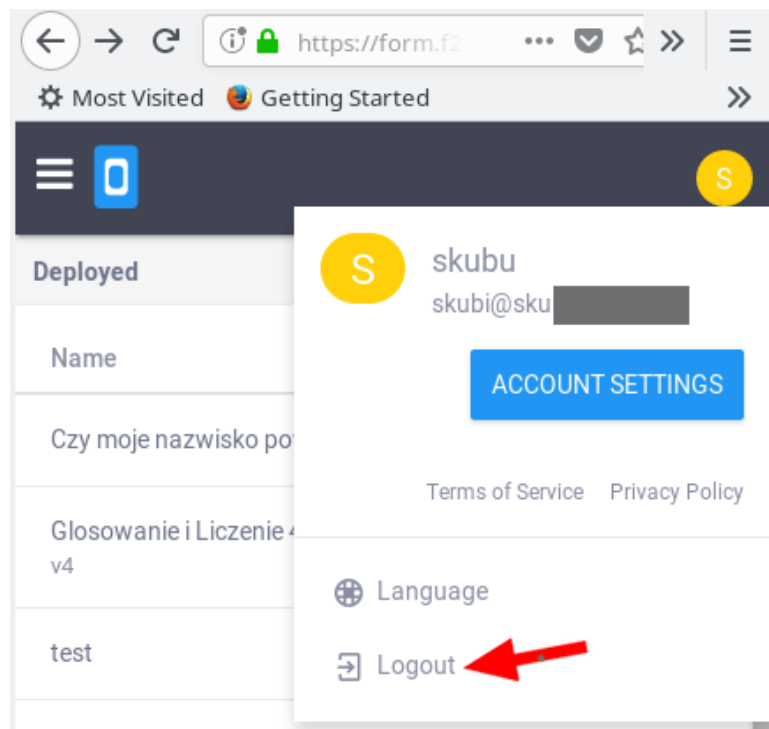 https://form.f2
Most Visited Getting Started
S
Deployed
S
skubu
skubi@sku
Name
ACCOUNT SETTINGS
Czy moje nazwisko
Terms of Service Privacy Policy
Glosowanie i Liczenie
v4
Language
test
Logout